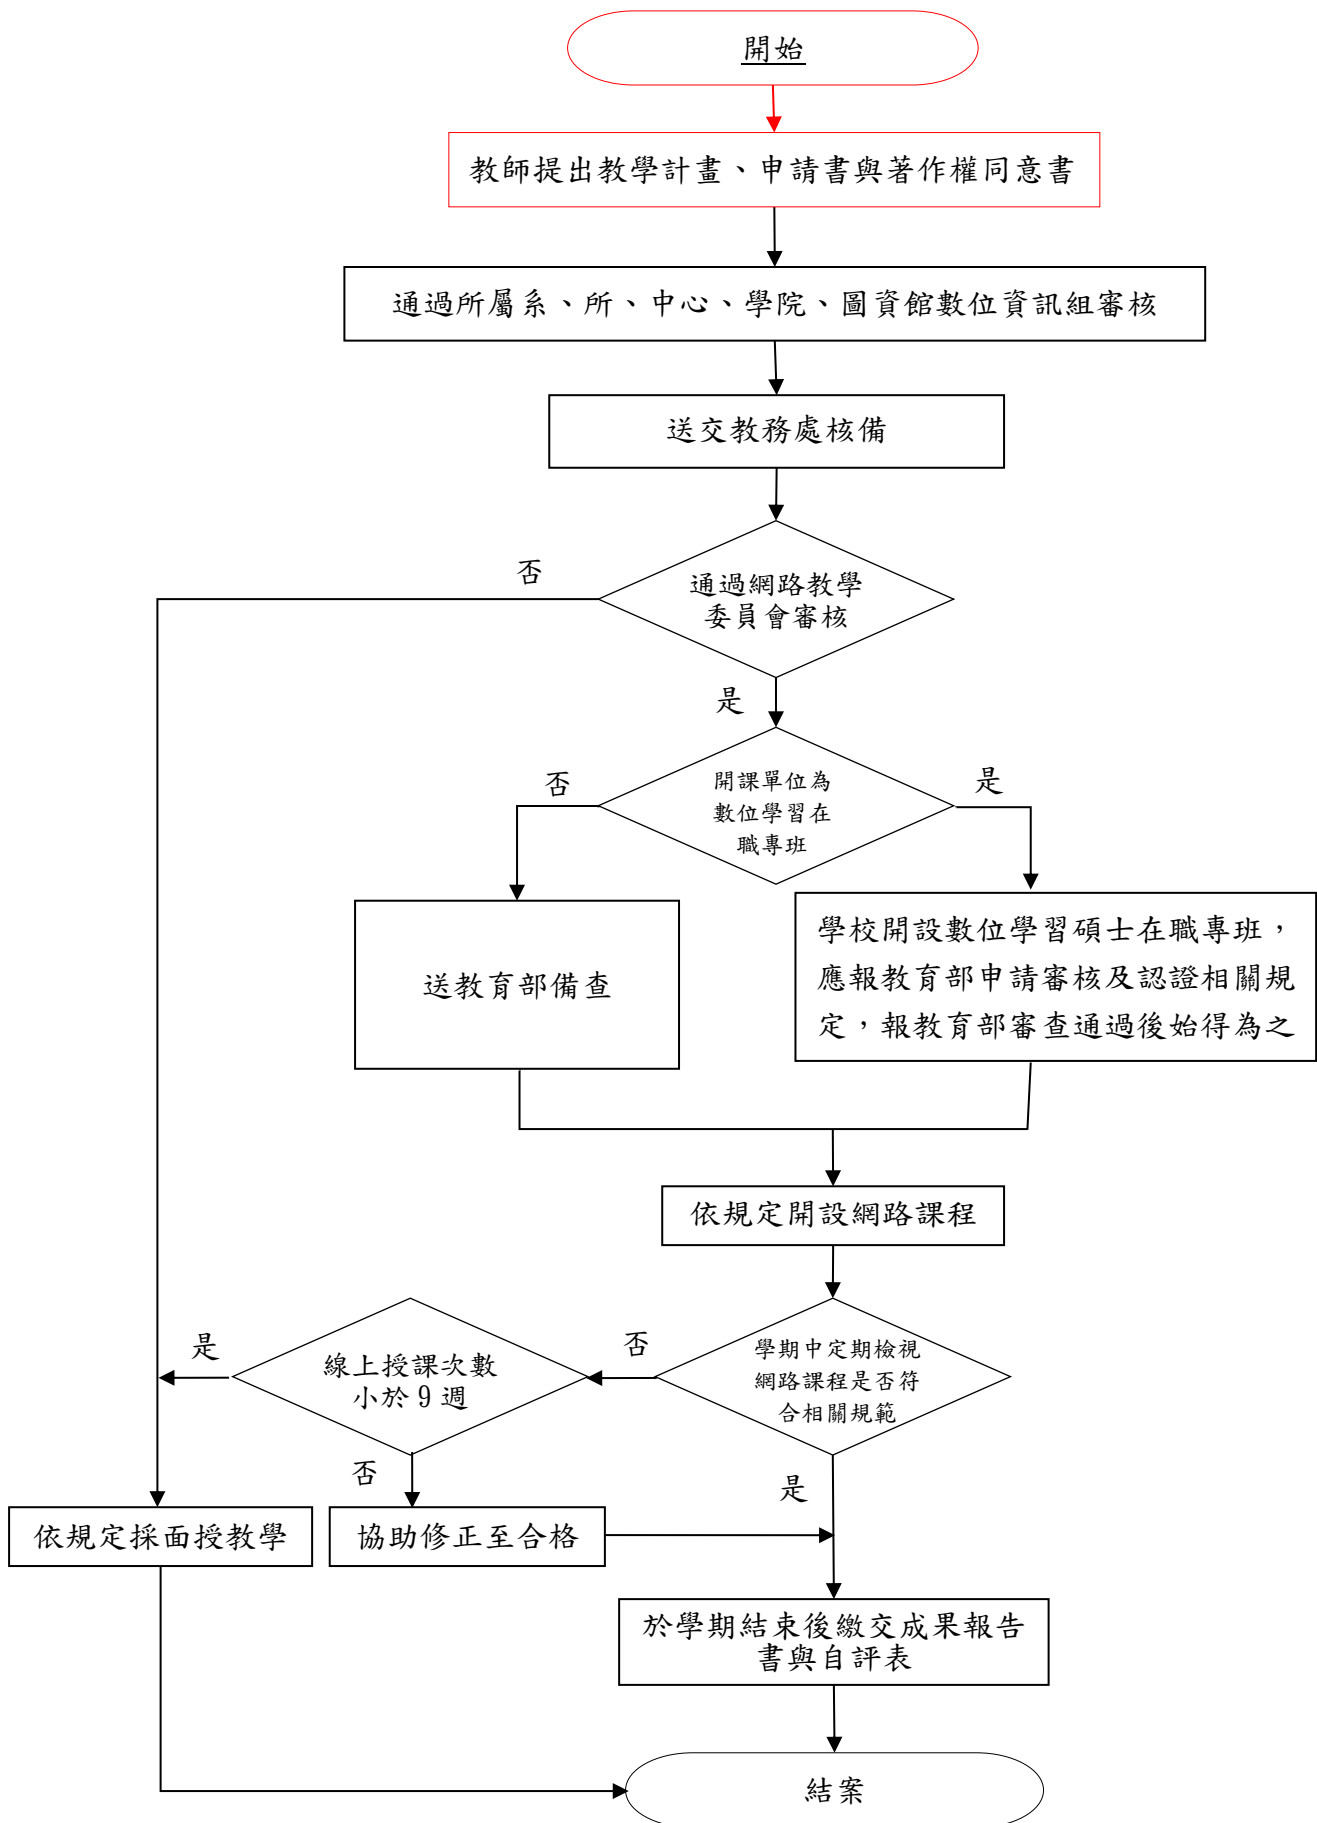 開始
教師提出教學計畫、申請書與著作權同意書
通過所屬系、所、中心、學院、圖資館數位資訊組審核
送交教務處核備
否
通過網路教學
委員會審核
是
否
開課單位為
數位學習在
職專班
是
送教育部備查
學校開設數位學習碩士在職專班，
應報教育部申請審核及認證相關規
定，報教育部審查通過後始得為之
依規定開設網路課程
是
線上授課次數
小於 9 週
否
學期中定期檢視
網路課程是否符
合相關規範
否
是
依規定採面授教學
協助修正至合格
於學期結束後繳交成果報告
書與自評表
結案